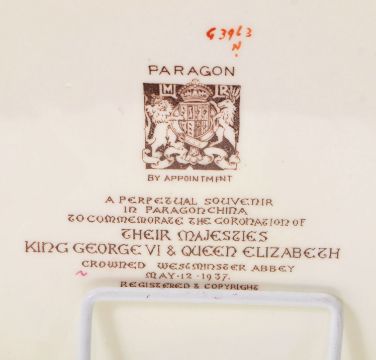 G3963
N
PARAGON
M R
BY APPOINTMENT
A PERPETUAL SOUVENIR
IN PARAGON CHINA
TO COMMEMORATE THE CORONATION OF
THEIR MAJESTIES
KING GEORGE VI & QUEEN ELIZABETH
CROWNED WESTMINSTER ABBEY
MAY·12·1937.
REGISTERED & COPYRIGHT